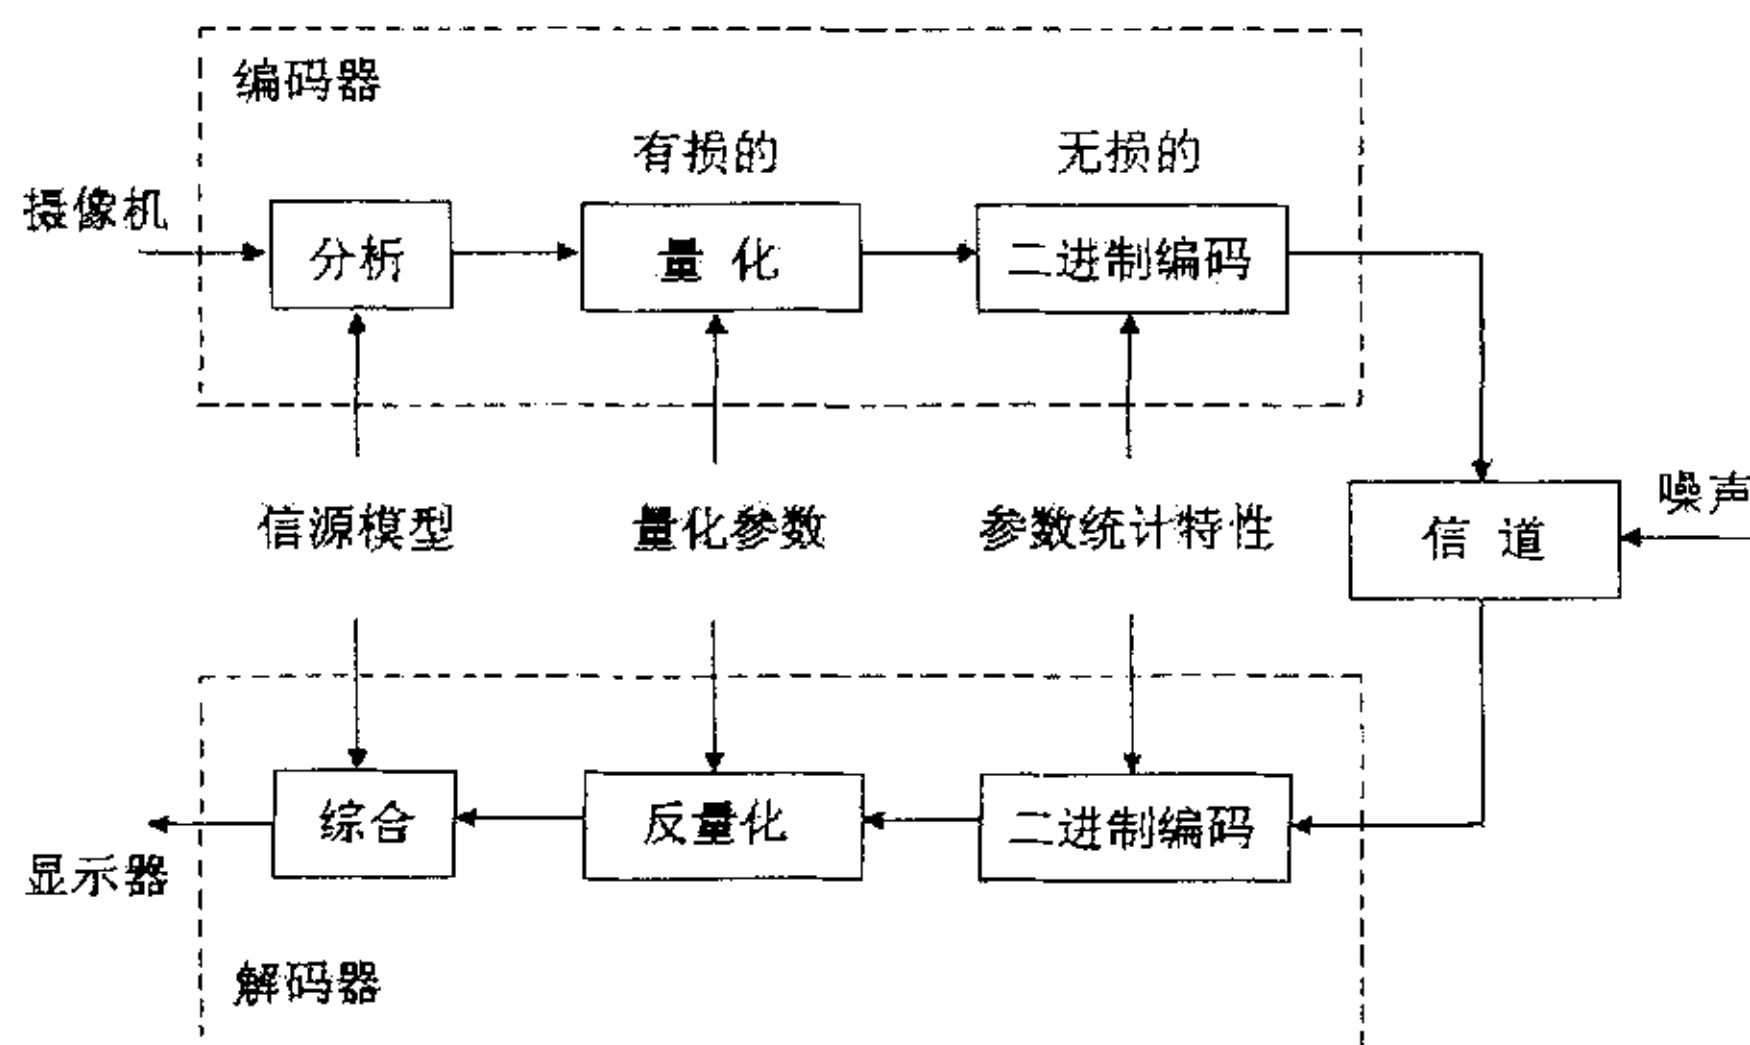 编码器
有损的
无损的
摄像机
分析
量 化
二进制编码
信源模型
量化参数
参数统计特性
噪声
信 道
综合
反量化
二进制编码
显示器
解码器